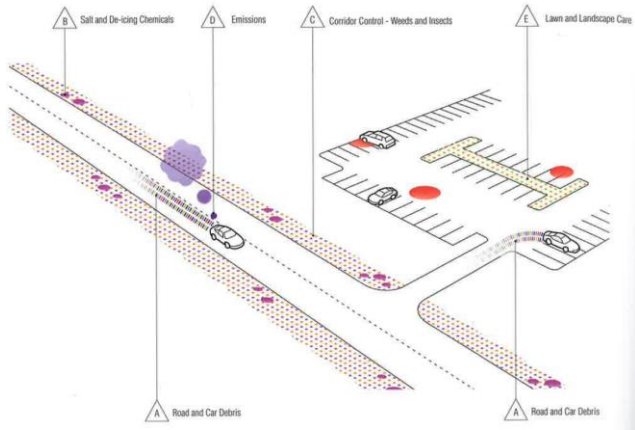 B Salt and De-icing Chemicals
D Emissions
C Corridor Control - Weeds and Insects
E Lawn and Landscape Care
A Road and Car Debris
A Road and Car Debris